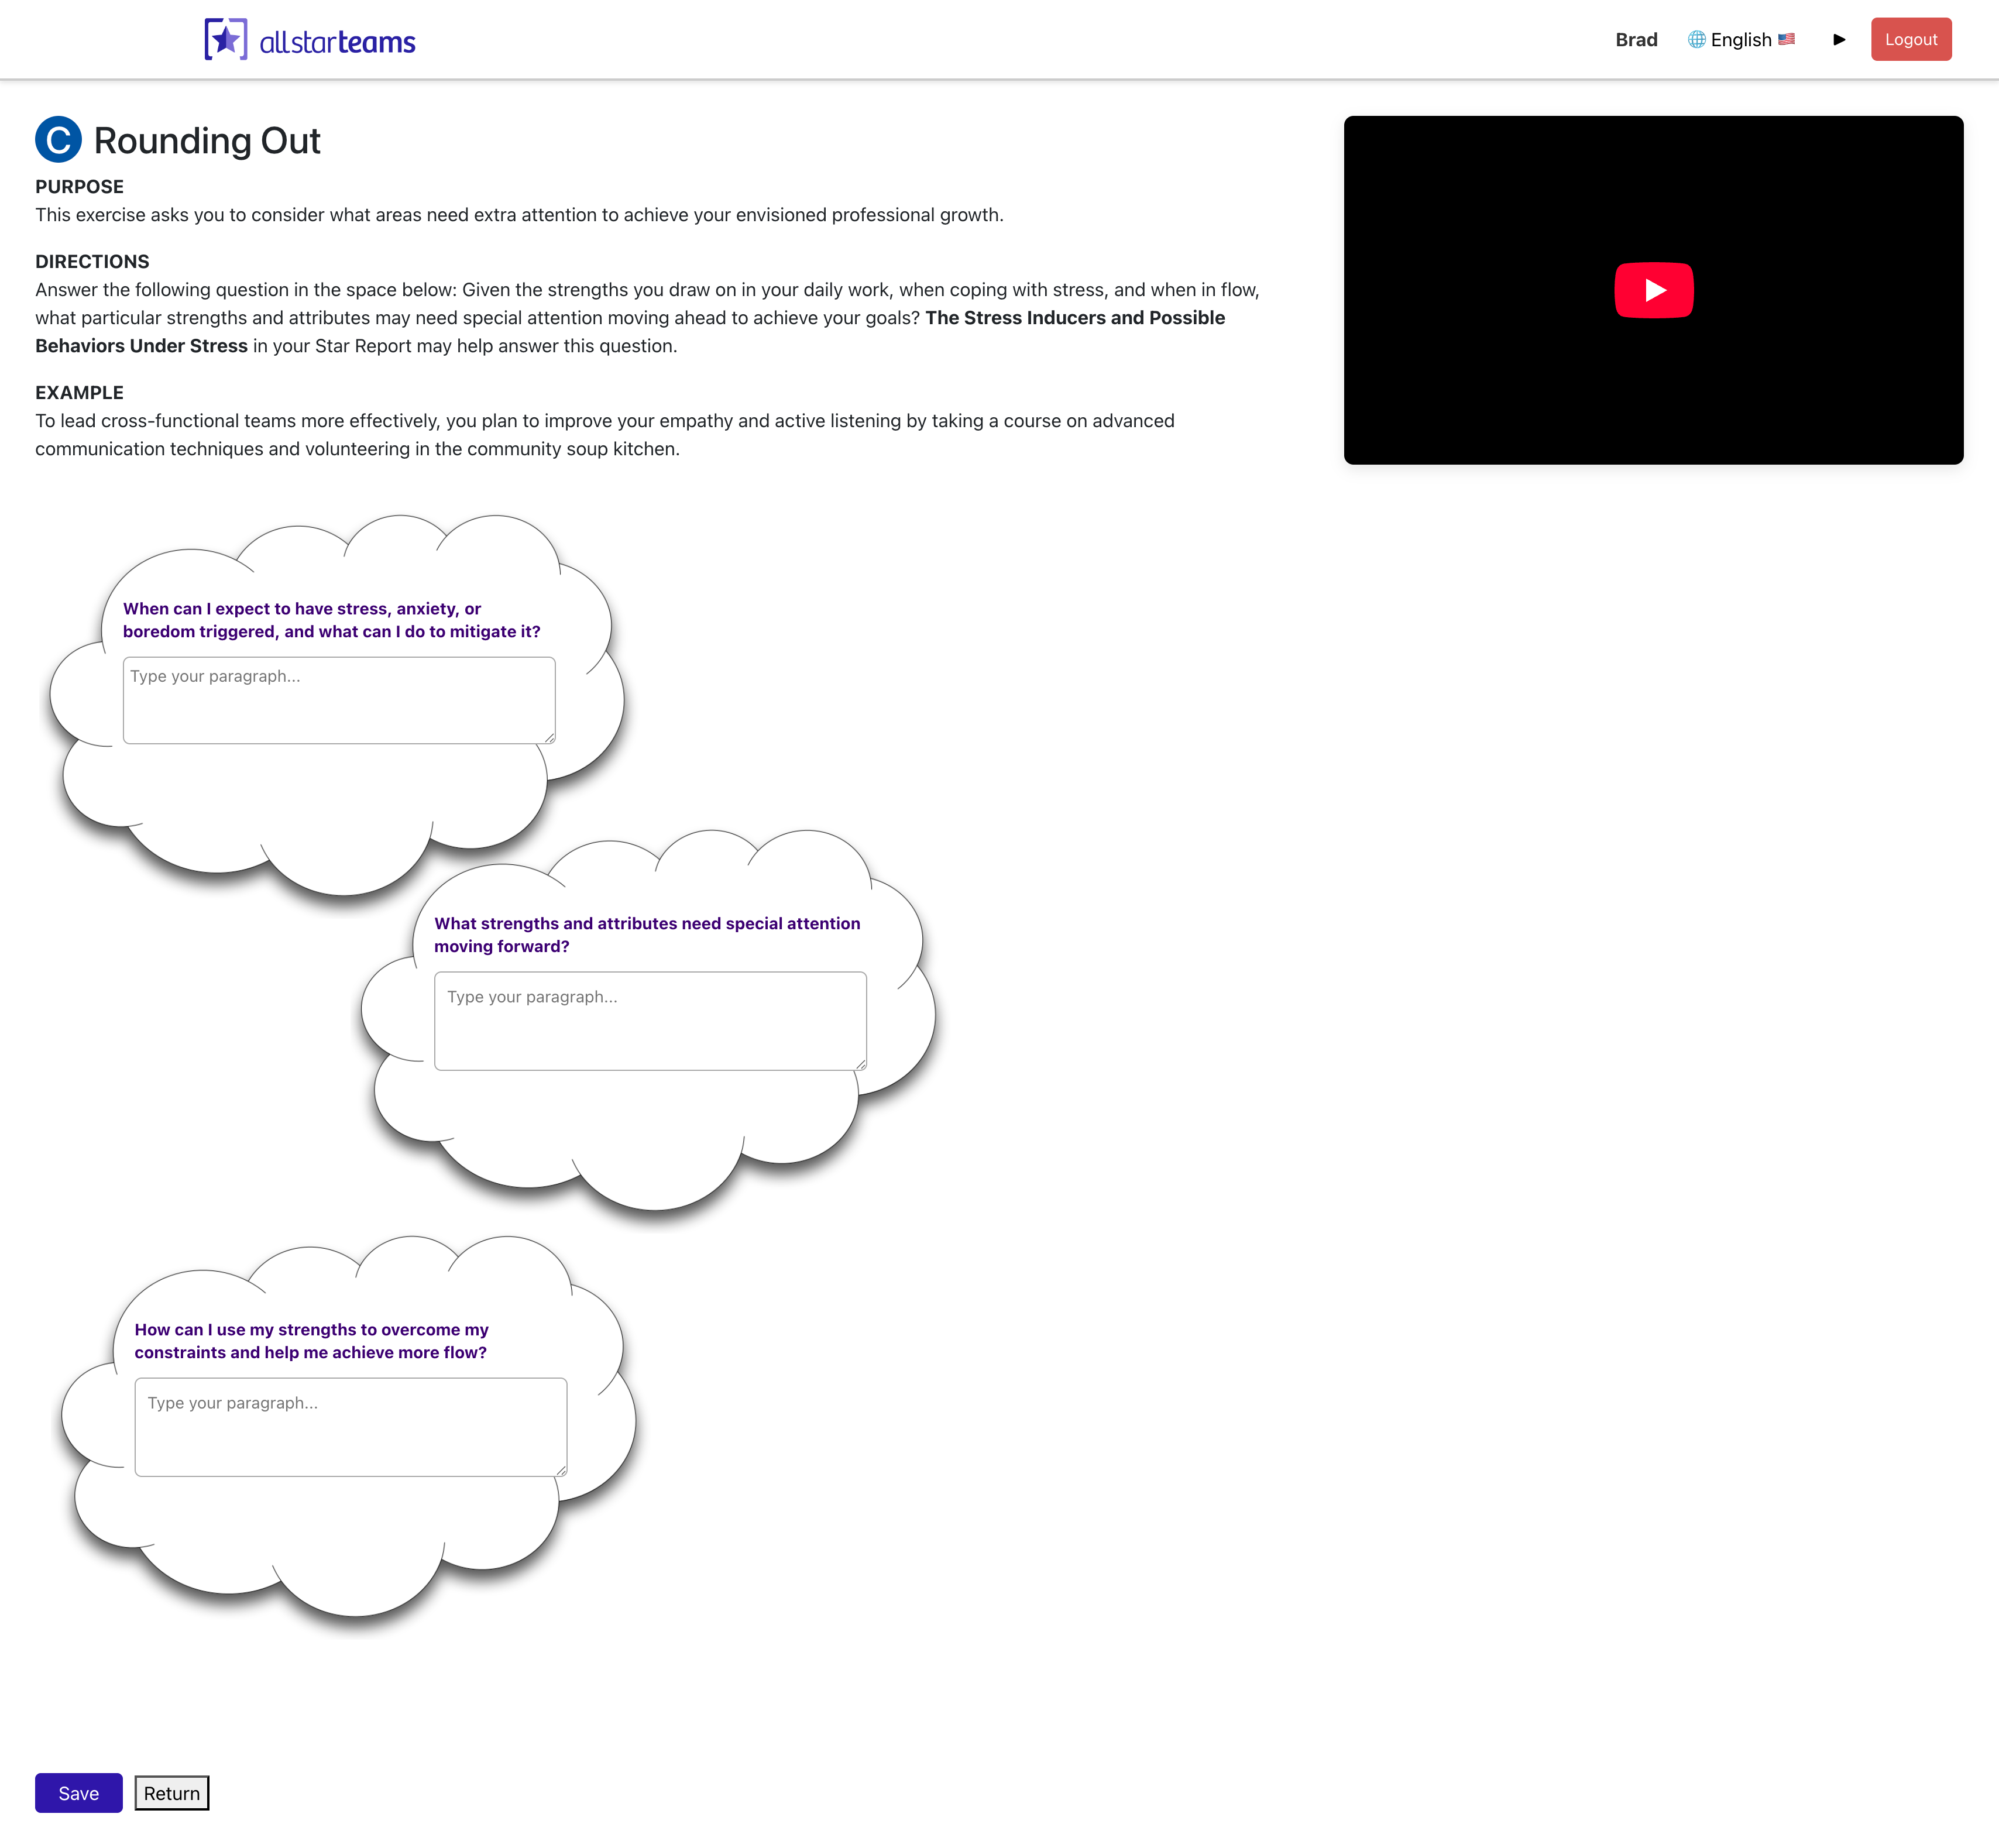 allstarteams
Brad
English
Logout
C Rounding Out
PURPOSE
This exercise asks you to consider what areas need extra attention to achieve your envisioned professional growth.
DIRECTIONS
Answer the following question in the space below: Given the strengths you draw on in your daily work, when coping with stress, and when in flow,
what particular strengths and attributes may need special attention moving ahead to achieve your goals? The Stress Inducers and Possible
Behaviors Under Stress in your Star Report may help answer this question.
EXAMPLE
To lead cross-functional teams more effectively, you plan to improve your empathy and active listening by taking a course on advanced
communication techniques and volunteering in the community soup kitchen.
When can I expect to have stress, anxiety, or
boredom triggered, and what can I do to mitigate it?
Type your paragraph...
What strengths and attributes need special attention
moving forward?
Type your paragraph...
How can I use my strengths to overcome my
constraints and help me achieve more flow?
Type your paragraph...
Save
Return